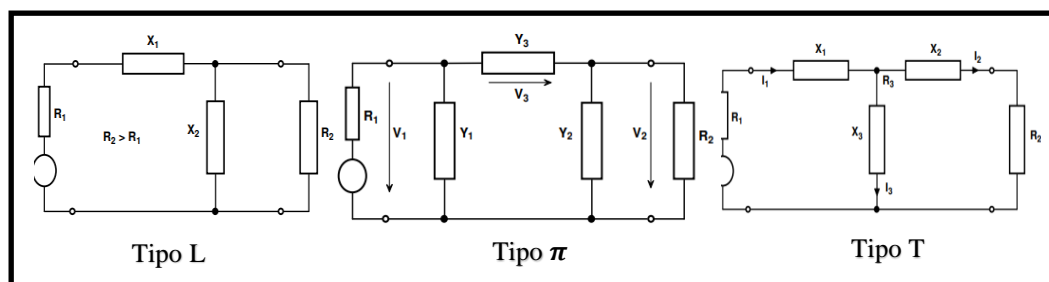 X₁
R₁
R₂ > R₁
X₂
R₂
Tipo L
Y₃
V₃
R₁
V₁
Y₁
Y₂
V₂
R₂
Tipo π
X₁
X₂
I₁
R₃
I₂
R₁
X₃
R₂
I₃
Tipo T